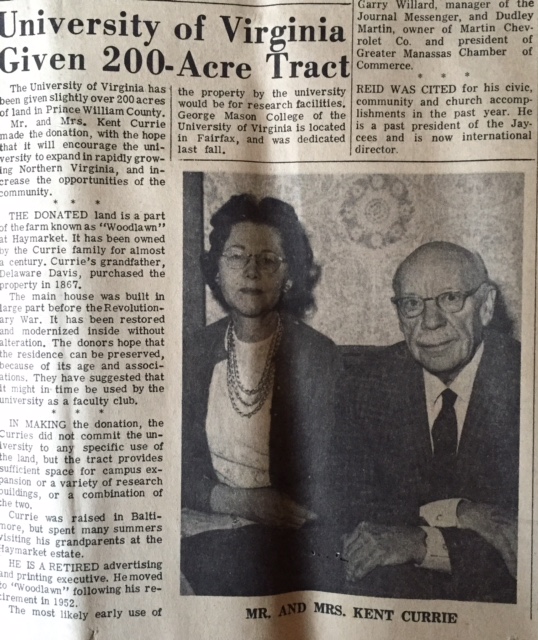 University of Virginia
Given 200-Acre Tract
The University of Virginia has
been given slightly over 200 acres
of land in Prince William County.
Mr. and Mrs. Kent Currie
made the donation, with the hope
that it will encourage the uni-
versity to expand in rapidly grow-
ing Northern Virginia, and in-
crease the opportunities of the
community.
* * *
THE DONATED land is a part
of the farm known as "Woodlawn"
at Haymarket. It has been owned
by the Currie family for almost
a century. Currie's grandfather,
Delaware Davis, purchased the
property in 1867.
The main house was built in
large part before the Revolution-
ary War. It has been restored
and modernized inside without
alteration. The donors hope that
the residence can be preserved,
because of its age and associ-
ations. They have suggested that
it might in time be used by the
university as a faculty club.
* * *
IN MAKING the donation, the
Curries did not commit the un-
iversity to any specific use of
the land, but the tract provides
sufficient space for campus ex-
pansion or a variety of research
buildings, or a combination of
the two.
Currie was raised in Balti-
more, but spent many summers
visiting his grandparents at the
Haymarket estate.
HE IS A RETIRED advertising
and printing executive. He moved
to "Woodlawn" following his re-
tirement in 1952.
The most likely early use of
the property by the university
would be for research facilities.
George Mason College of the
University of Virginia is located
in Fairfax, and was dedicated
last fall.
MR. AND MRS. KENT CURRIE
Garry Willard, manager of the
Journal Messenger, and Dudley
Martin, owner of Martin Chev-
rolet Co. and president of
Greater Manassas Chamber of
Commerce.
* * *
REID WAS CITED for his civic,
community and church accomp-
lishments in the past year. He
is a past president of the Jay-
cees and is now international
director.